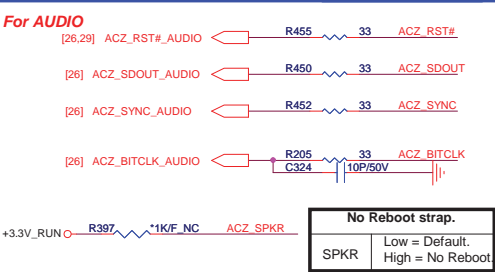 For AUDIO
[26,29] ACZ_RST#_AUDIO R455 33 ACZ_RST#
[26] ACZ_SDOUT_AUDIO R450 33 ACZ_SDOUT
[26] ACZ_SYNC_AUDIO R452 33 ACZ_SYNC
[26] ACZ_BITCLK_AUDIO R205 33 ACZ_BITCLK
C324 10P/50V
+3.3V_RUN R397 *1K/F_NC ACZ_SPKR
No Reboot strap.
SPKR Low = Default.
High = No Reboot.